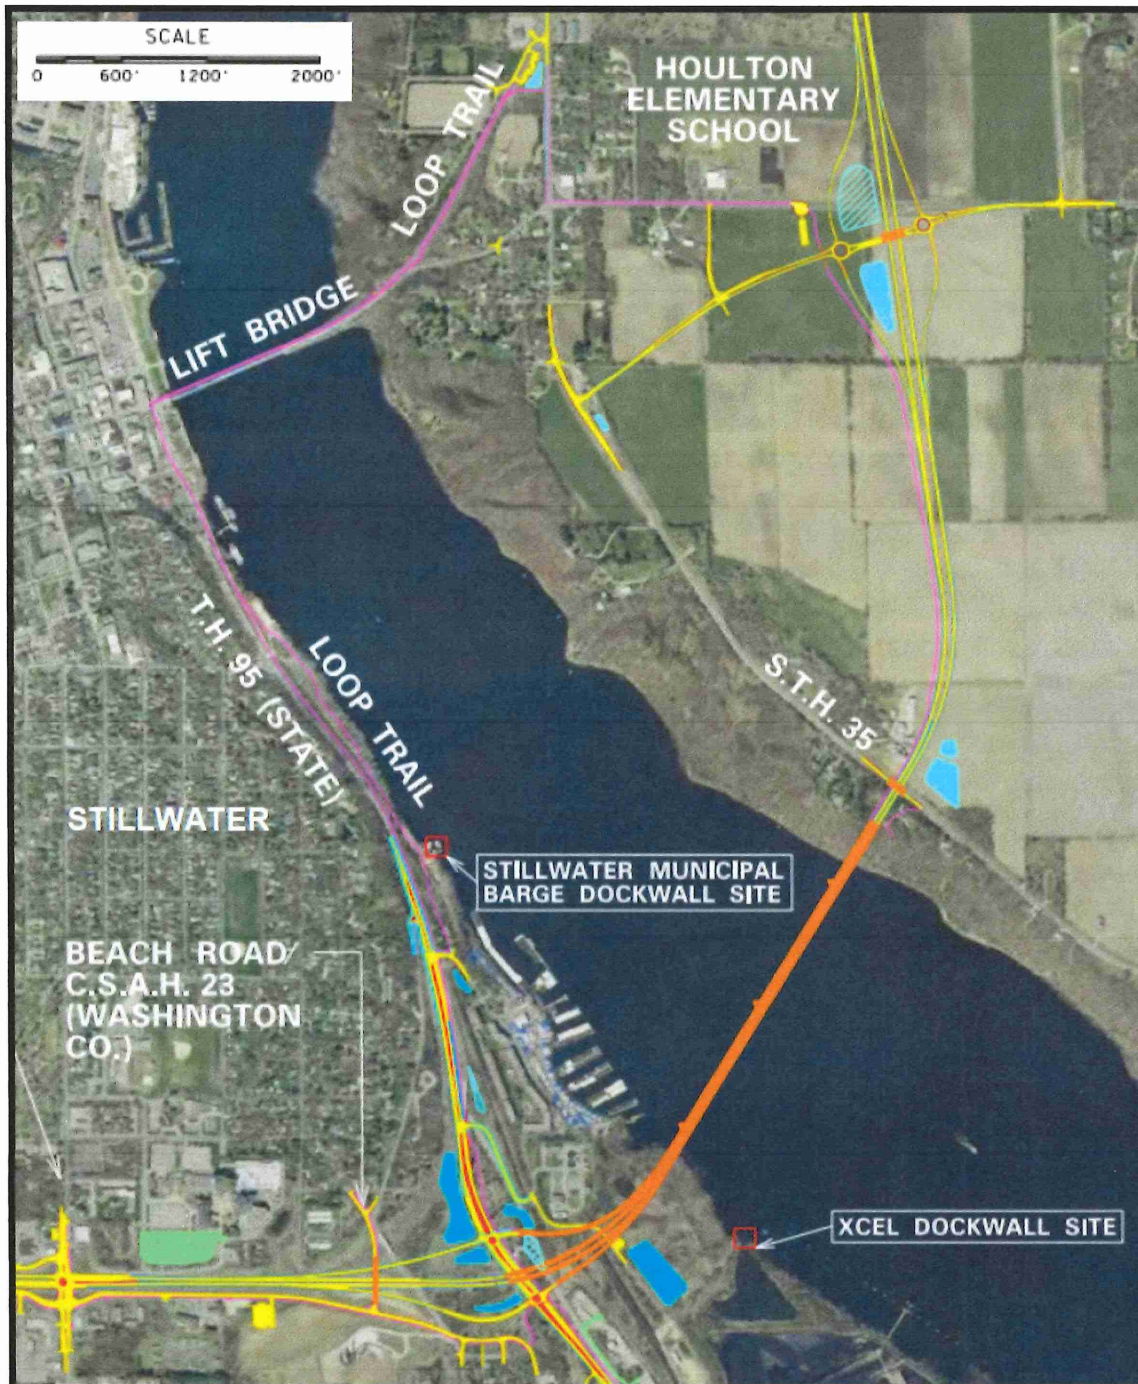 SCALE
0 600' 1200' 2000'
HOULTON
ELEMENTARY
SCHOOL
LOOP TRAIL
LIFT BRIDGE
T.H. 95 (STATE)
LOOP TRAIL
S.T.H. 35
STILLWATER
STILLWATER MUNICIPAL
BARGE DOCKWALL SITE
BEACH ROAD/
C.S.A.H. 23
(WASHINGTON
CO.)
XCEL DOCKWALL SITE